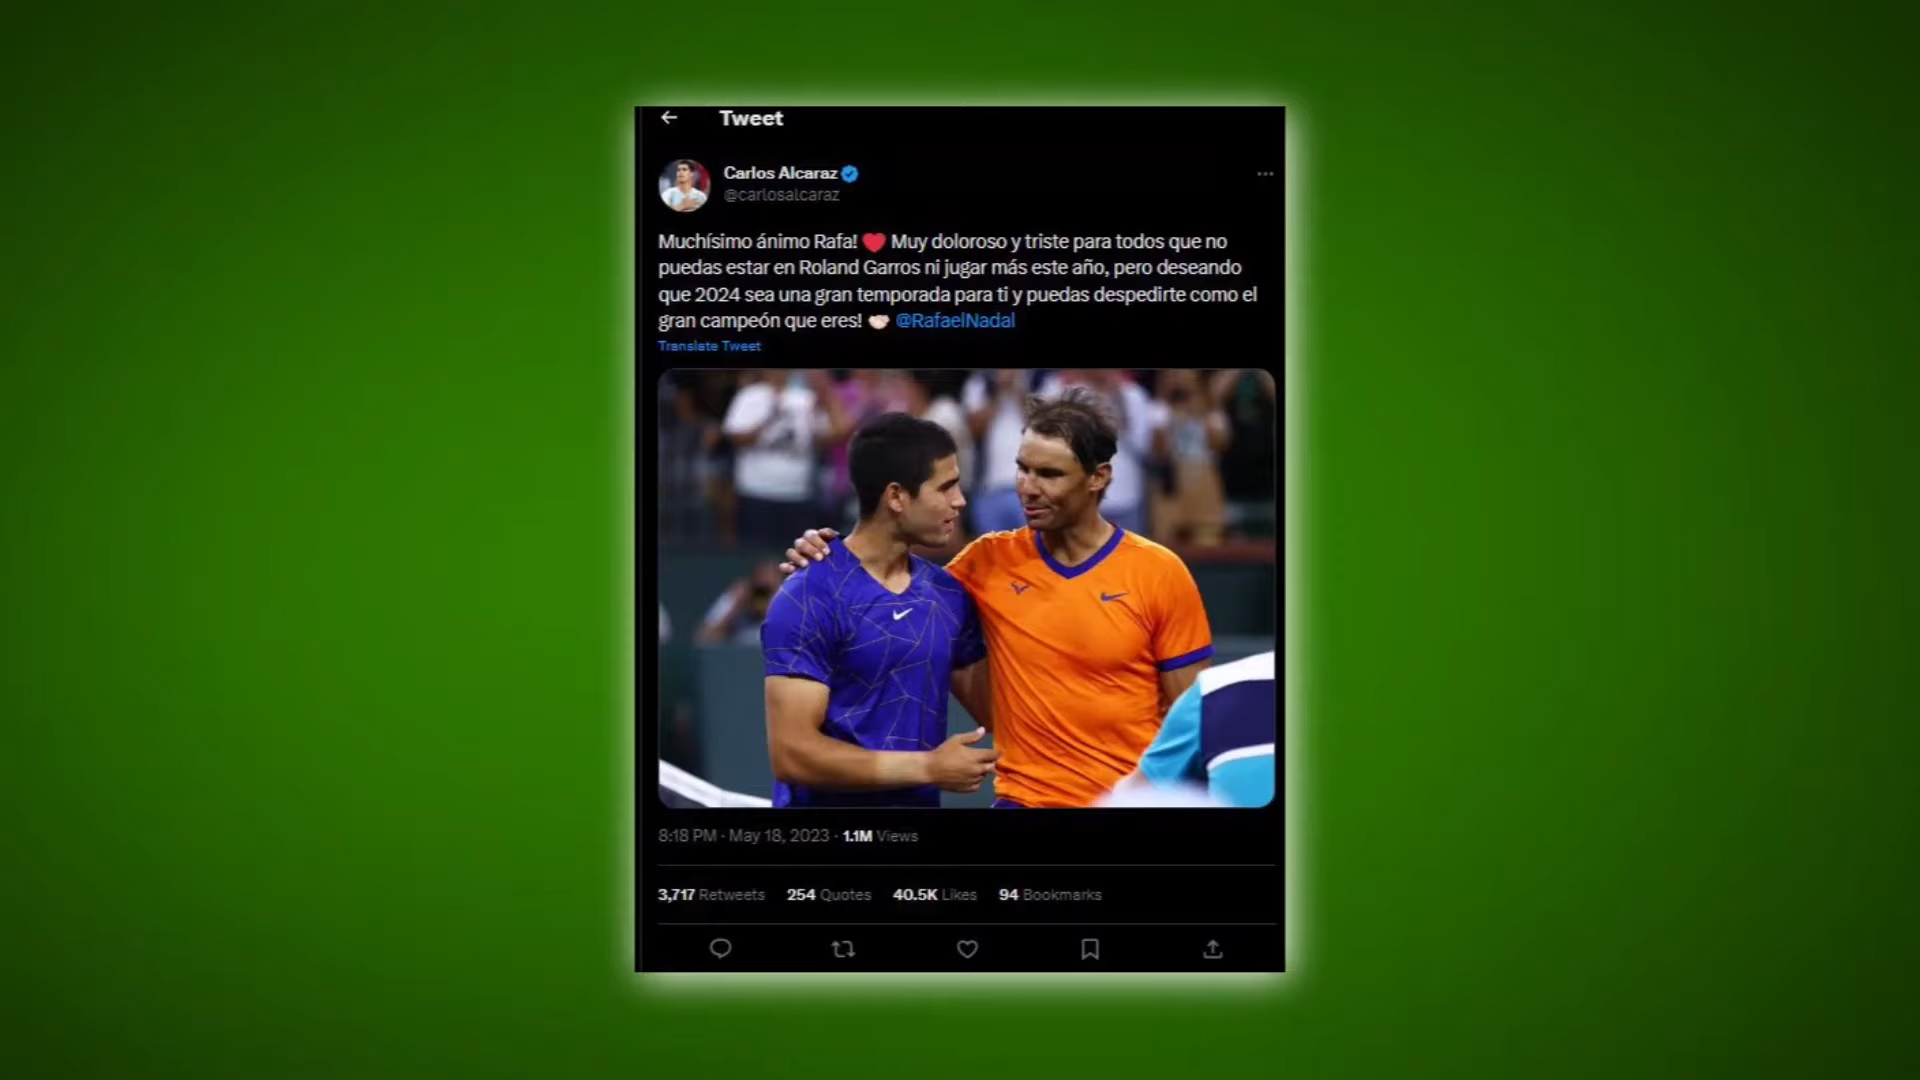 Tweet
Carlos Alcaraz
@carlosalcaraz
Muchísimo ánimo Rafa! ❤️ Muy doloroso y triste para todos que no
puedas estar en Roland Garros ni jugar más este año, pero deseando
que 2024 sea una gran temporada para ti y puedas despedirte como el
gran campeón que eres! 🤝🏻 @RafaelNadal
Translate Tweet
8:18 PM · May 18, 2023 · 1.1M Views
3,717 Retweets 254 Quotes 40.5K Likes 94 Bookmarks